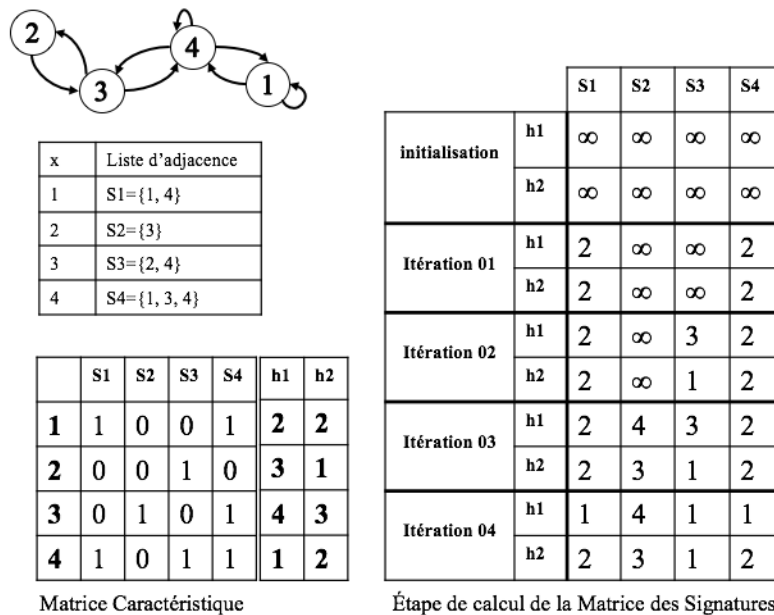 2
3
4
1
x Liste d'adjacence
1 S1={1, 4}
2 S2={3}
3 S3={2, 4}
4 S4={1, 3, 4}
S1 S2 S3 S4 h1 h2
1 1 0 0 1 2 2
2 0 0 1 0 3 1
3 0 1 0 1 4 3
4 1 0 1 1 1 2
Matrice Caractéristique
S1 S2 S3 S4
initialisation
h1 ∞ ∞ ∞ ∞
h2 ∞ ∞ ∞ ∞
Itération 01
h1 2 ∞ ∞ 2
h2 2 ∞ ∞ 2
Itération 02
h1 2 ∞ 3 2
h2 2 ∞ 1 2
Itération 03
h1 2 4 3 2
h2 2 3 1 2
Itération 04
h1 1 4 1 1
h2 2 3 1 2
Étape de calcul de la Matrice des Signatures